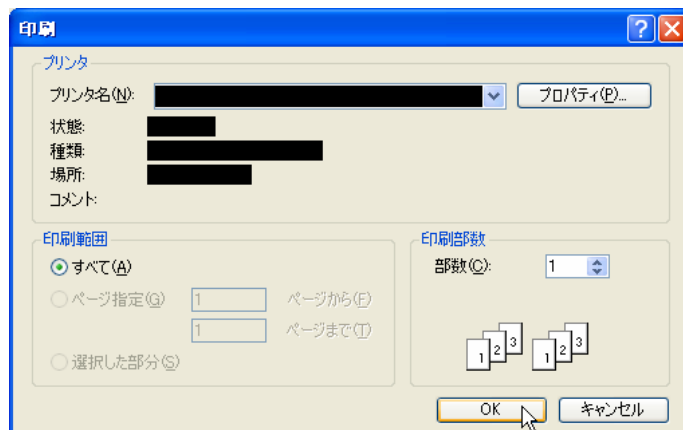 印刷
プリンタ
プリンタ名(N):
プロパティ(P)...
状態:
種類:
場所:
コメント:
印刷範囲
すべて(A)
ページ指定(G) 1 ページから(F)
1 ページまで(T)
選択した部分(S)
印刷部数
部数(C): 1
1 2 3 1 2 3
OK キャンセル